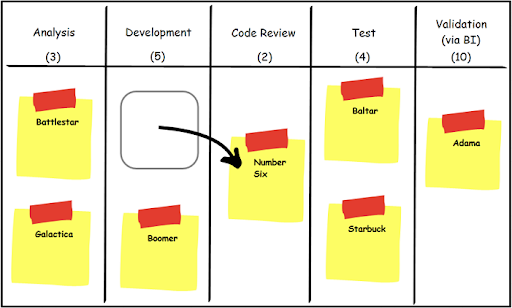 Analysis
(3)
Development
(5)
Code Review
(2)
Test
(4)
Validation
(via BI)
(10)
Battlestar
Number
Six
Baltar
Adama
Galactica
Boomer
Starbuck